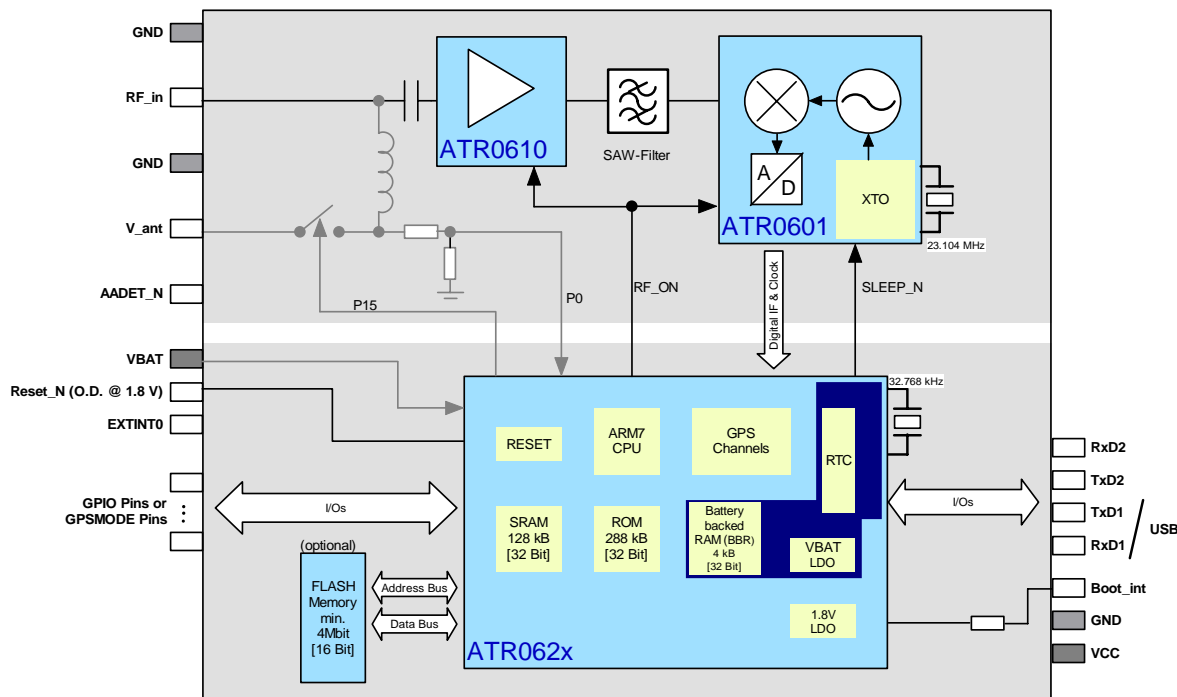 GND
RF_in
GND
V_ant
AADET_N
VBAT
Reset_N (O.D. @ 1.8 V)
EXTINT0
GPIO Pins or
GPSMODE Pins
ATR0610
SAW-Filter
A
D
XTO
ATR0601
23.104 MHz
P15
P0
RF_ON
Digital IF & Clock
SLEEP_N
32.768 kHz
RESET
ARM7
CPU
GPS
Channels
RTC
SRAM
128 kB
[32 Bit]
ROM
288 kB
[32 Bit]
Battery
backed
RAM (BBR)
4 kB
[32 Bit]
VBAT
LDO
1.8V
LDO
ATR062x
I/Os
(optional)
FLASH
Memory
min.
4Mbit
[16 Bit]
Address Bus
Data Bus
I/Os
RxD2
TxD2
TxD1
RxD1
USB
Boot_int
GND
VCC